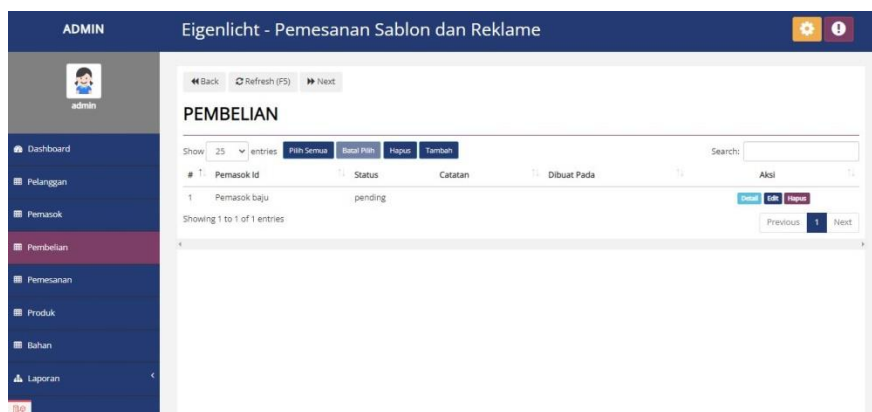 ADMIN
Eigenlicht - Pemesanan Sablon dan Reklame
admin
Dashboard
Pelanggan
Pemasok
Pembelian
Pemesanan
Produk
Bahan
Laporan
Back Refresh (F5) Next
PEMBELIAN
Show 25 entries Pilih Semua Batal Pilih Hapus Tambah Search:
# Pemasok Id Status Catatan Dibuat Pada Aksi
1 Pemasok baju pending Detail Edit Hapus
Showing 1 to 1 of 1 entries
Previous 1 Next